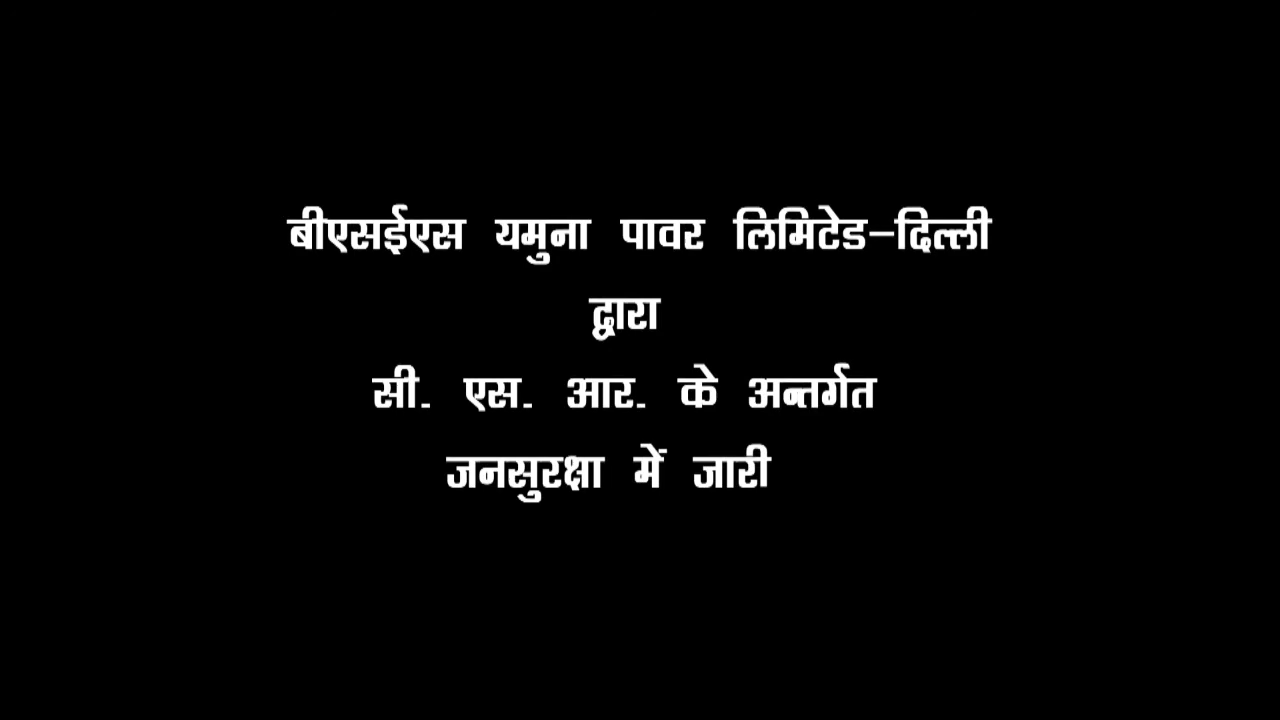 बीएसईएस यमुना पावर लिमिटेड-दिल्ली
द्वारा
सी. एस. आर. के अन्तर्गत
जनसुरक्षा में जारी